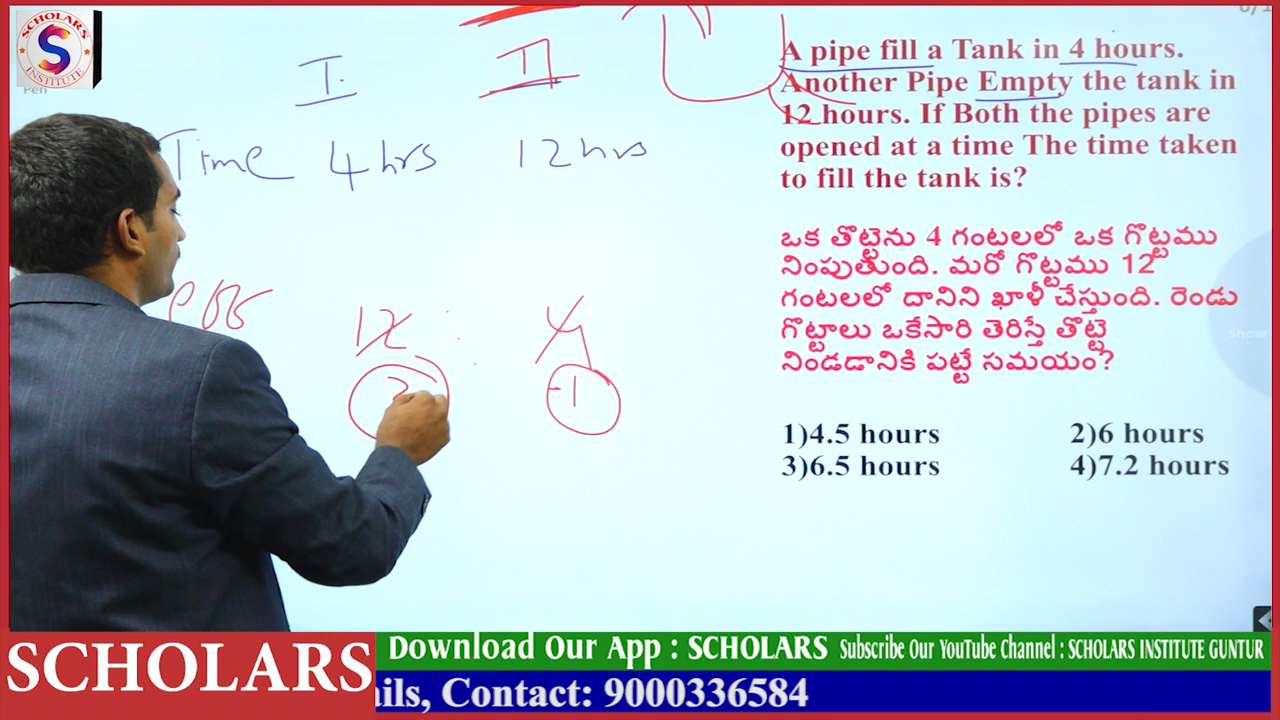 SCHOLARS
S
INSTITUTE
Pen
I II
A pipe fill a Tank in 4 hours.
Another Pipe Empty the tank in
12 hours. If Both the pipes are
opened at a time The time taken
to fill the tank is?
Time 4 hrs 12 hrs
ఒక తొట్టెను 4 గంటలలో ఒక గొట్టము
నింపుతుంది. మరో గొట్టము 12
గంటలలో దానిని ఖాళీ చేస్తుంది. రెండు
గొట్టాలు ఒకేసారి తెరిస్తే తొట్టె
నిండడానికి పట్టే సమయం?
Show
eff 12 : 4
3 -1
1)4.5 hours 2)6 hours
3)6.5 hours 4)7.2 hours
SCHOLARS
Download Our App : SCHOLARS Subscribe Our YouTube Channel : SCHOLARS INSTITUTE GUNTUR
ils, Contact: 9000336584